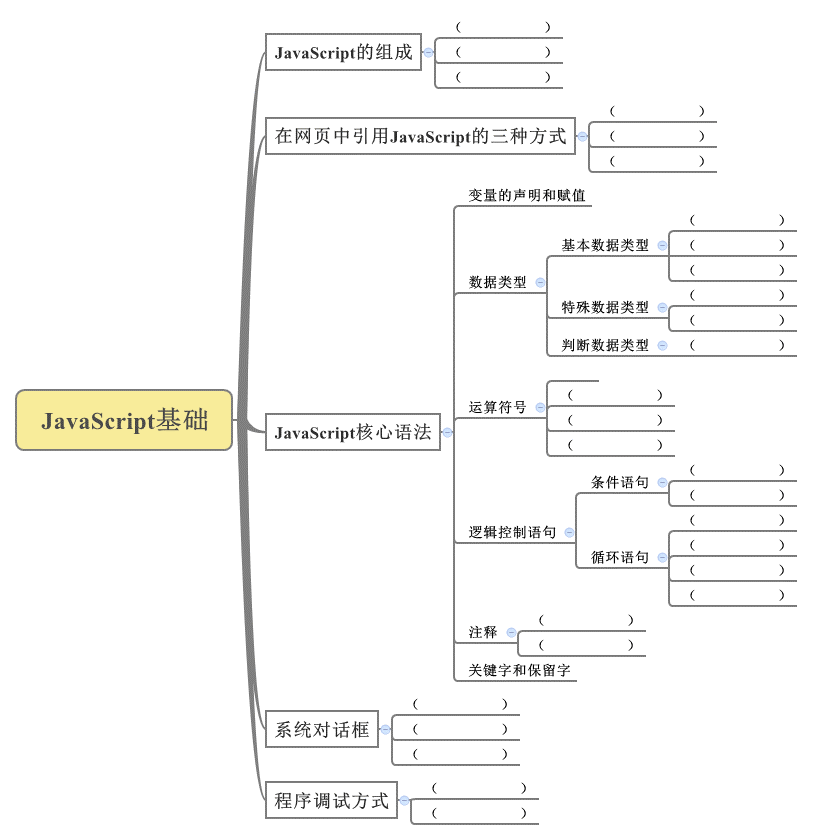 JavaScript基础
JavaScript的组成
（ ）
（ ）
（ ）
在网页中引用JavaScript的三种方式
（ ）
（ ）
（ ）
JavaScript核心语法
变量的声明和赋值
数据类型
基本数据类型
（ ）
（ ）
（ ）
特殊数据类型
（ ）
（ ）
判断数据类型
（ ）
运算符号
（ ）
（ ）
（ ）
逻辑控制语句
条件语句
（ ）
（ ）
循环语句
（ ）
（ ）
（ ）
（ ）
注释
（ ）
（ ）
关键字和保留字
系统对话框
（ ）
（ ）
（ ）
程序调试方式
（ ）
（ ）